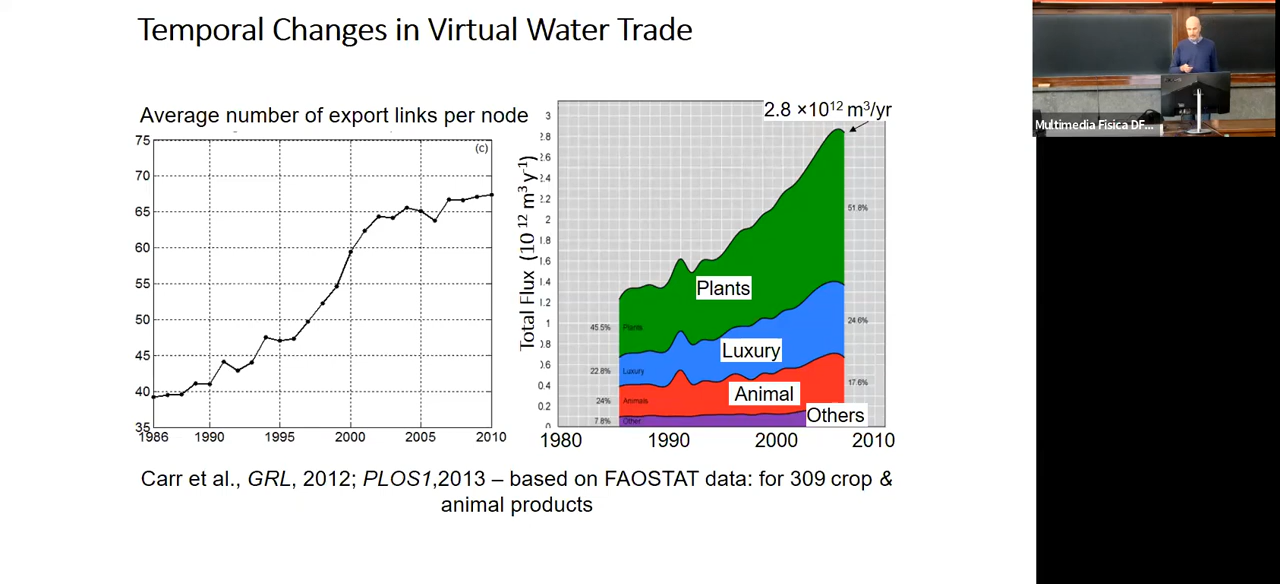 Temporal Changes in Virtual Water Trade
Average number of export links per node
(c)
75
70
65
60
55
50
45
40
35
1986
1990
1995
2000
2005
2010
2.8 ×10¹² m³/yr
Total Flux (10¹² m³ y⁻¹)
3
2.8
2.6
2.4
2.2
2
1.8
1.6
1.4
1.2
1
0.8
0.6
0.4
0.2
0
51.8%
24.6%
17.6%
45.5%
22.8%
24%
7.8%
Plants
Luxury
Animals
Other
Plants
Luxury
Animal
Others
1980
1990
2000
2010
Carr et al., GRL, 2012; PLOS1,2013 – based on FAOSTAT data: for 309 crop &
animal products
Multimedia Fisica DF...